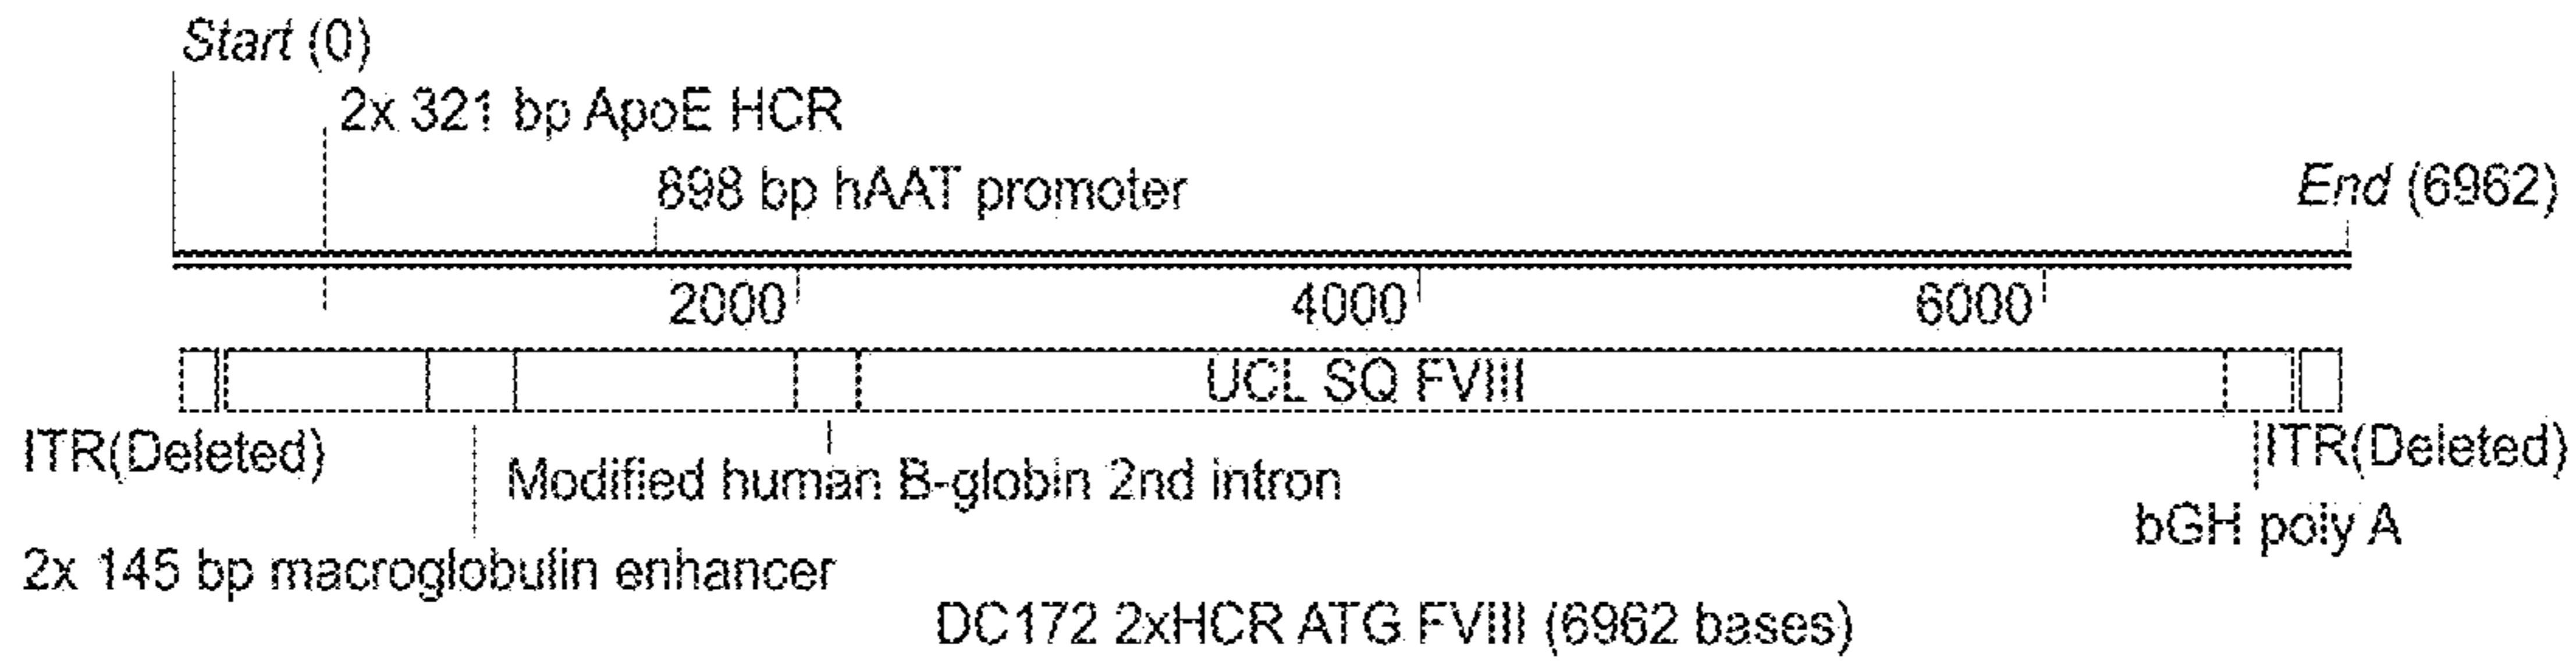 Start (0)
2x 321 bp ApoE HCR
898 bp hAAT promoter
End (6962)
2000
4000
6000
UCL SQ FVIII
ITR(Deleted)
ITR(Deleted)
Modified human B-globin 2nd intron
bGH poly A
2x 145 bp macroglobulin enhancer
DC172 2xHCR ATG FVIII (6962 bases)